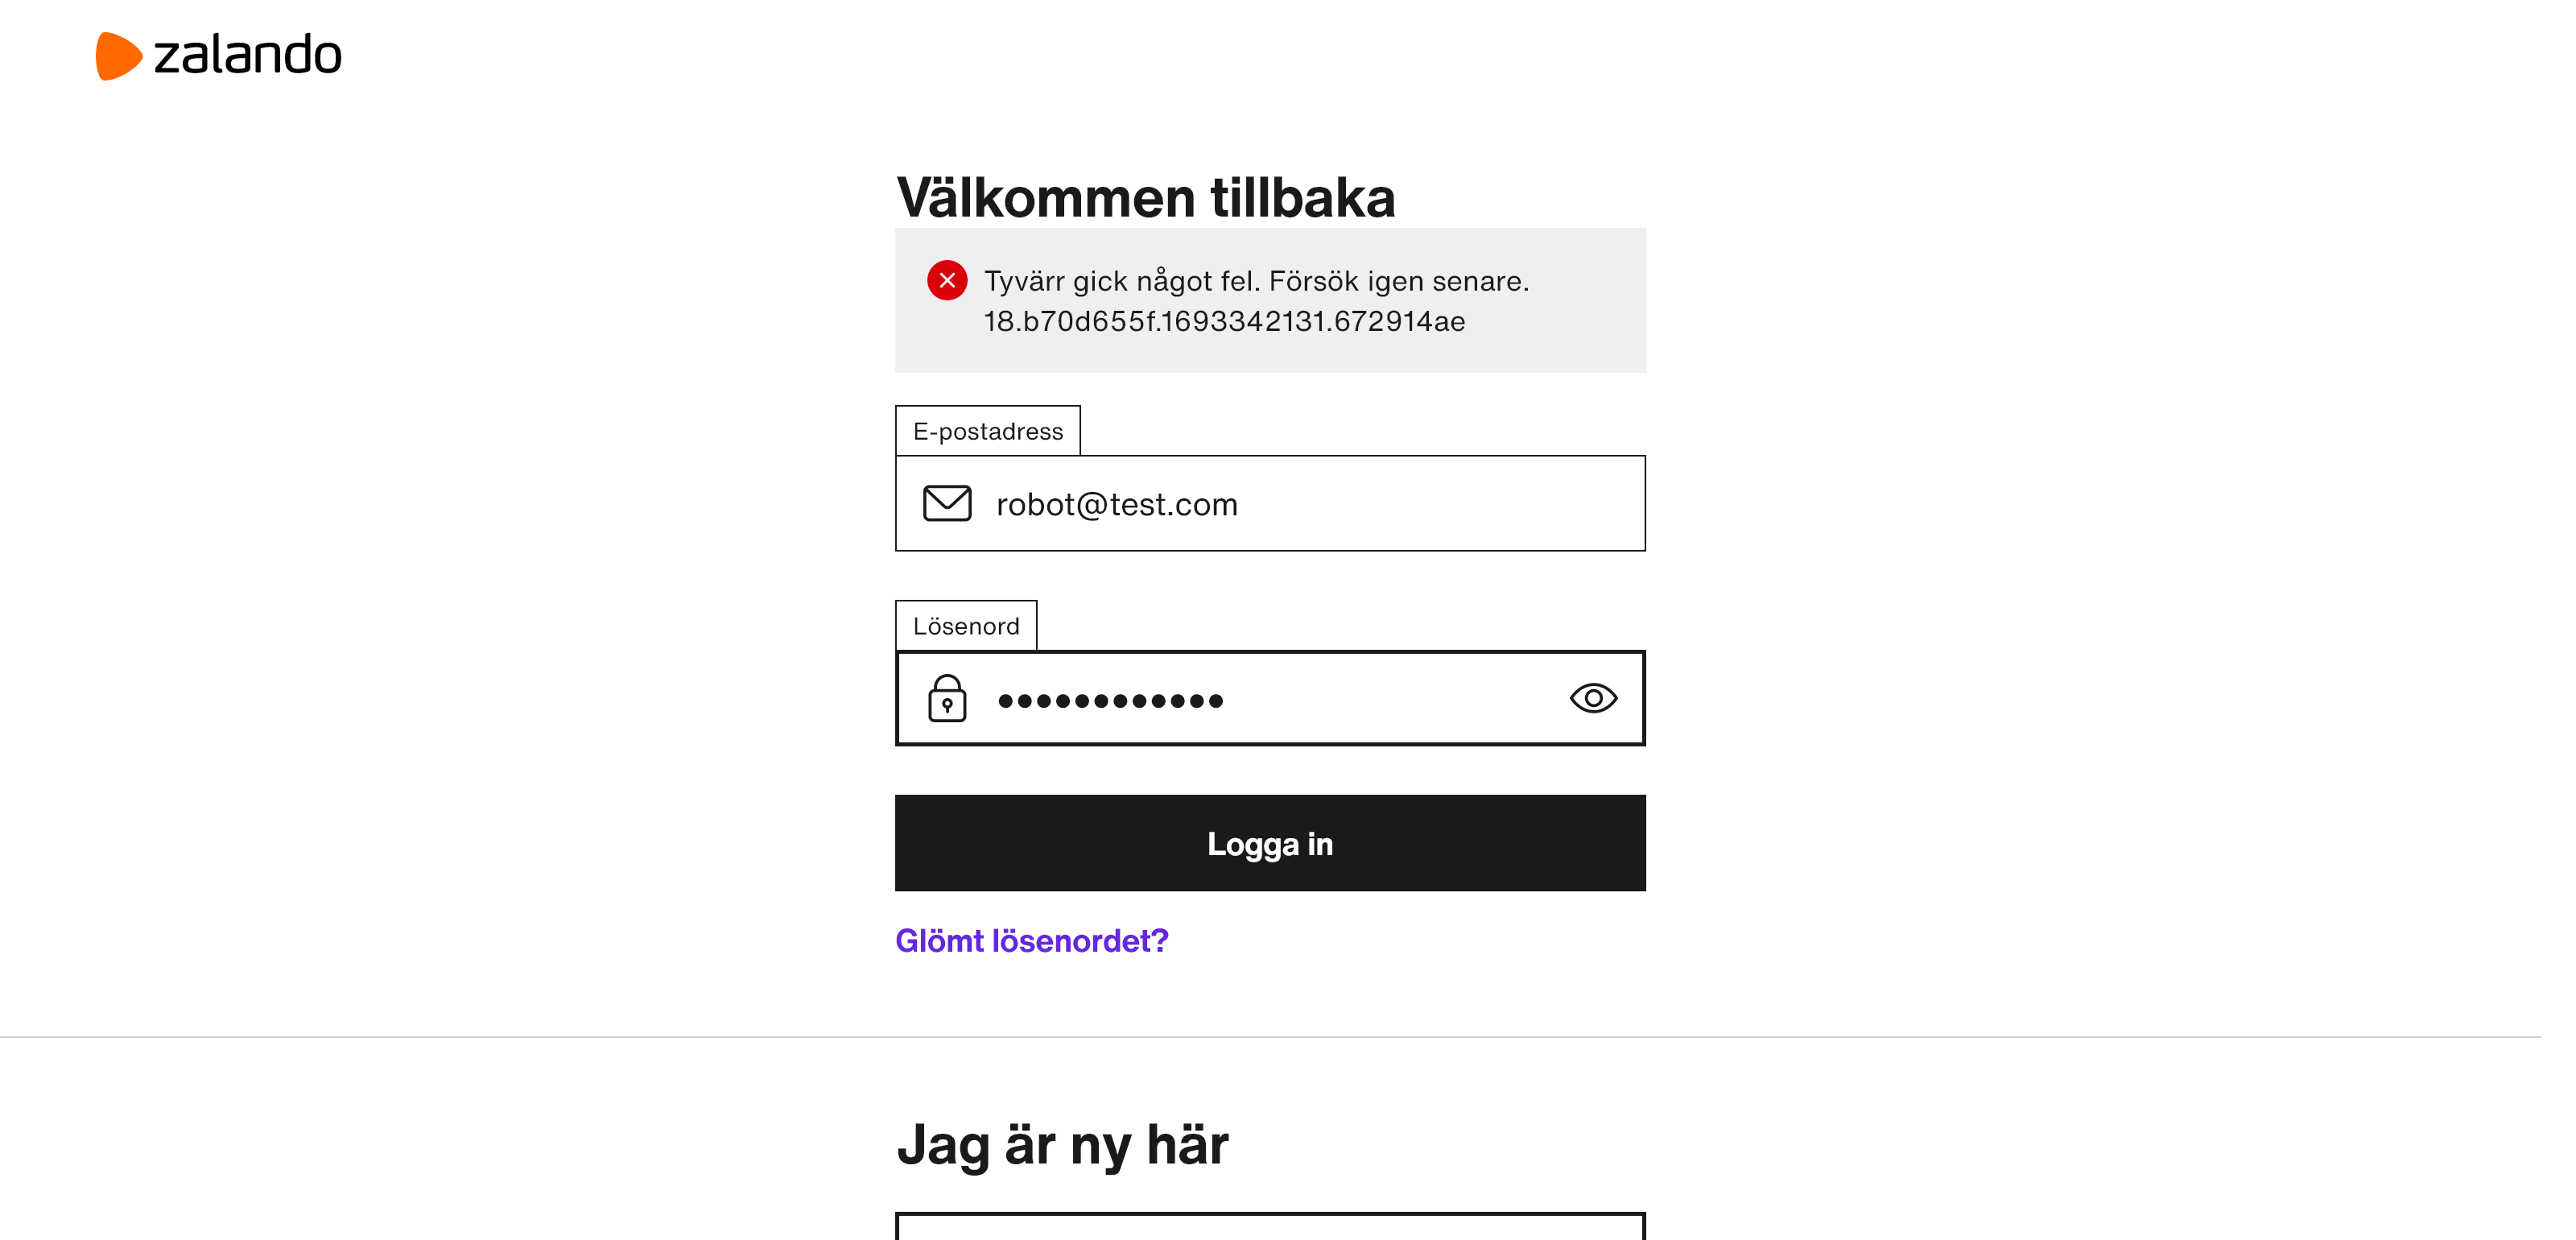 zalando
Välkommen tillbaka
Tyvärr gick något fel. Försök igen senare.
18.b70d655f.1693342131.672914ae
E-postadress
robot@test.com
Lösenord
••••••••••••
Logga in
Glömt lösenordet?
Jag är ny här